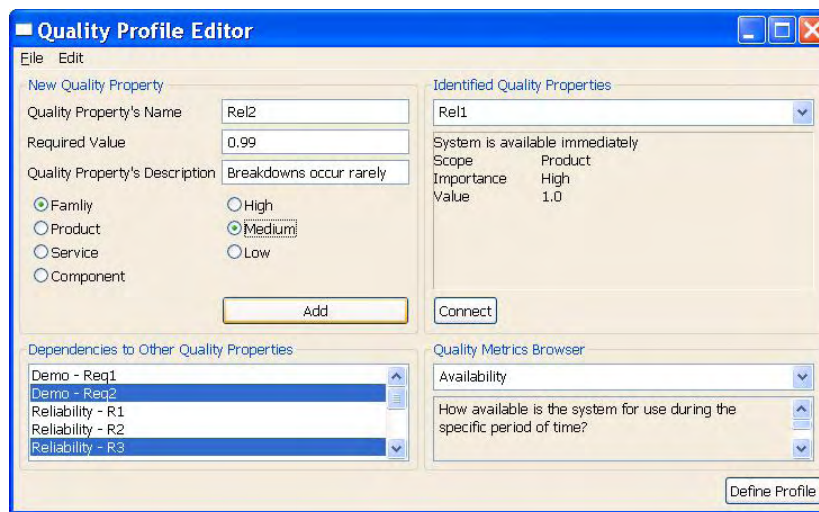 Quality Profile Editor
File Edit
New Quality Property
Quality Property's Name Rel2
Required Value 0.99
Quality Property's Description Breakdowns occur rarely
Famliy High
Product Medium
Service Low
Component
Add
Identified Quality Properties
Rel1
System is available immediately
Scope Product
Importance High
Value 1.0
Connect
Dependencies to Other Quality Properties
Demo - Req1
Demo - Req2
Reliability - R1
Reliability - R2
Reliability - R3
Quality Metrics Browser
Availability
How available is the system for use during the
specific period of time?
Define Profile